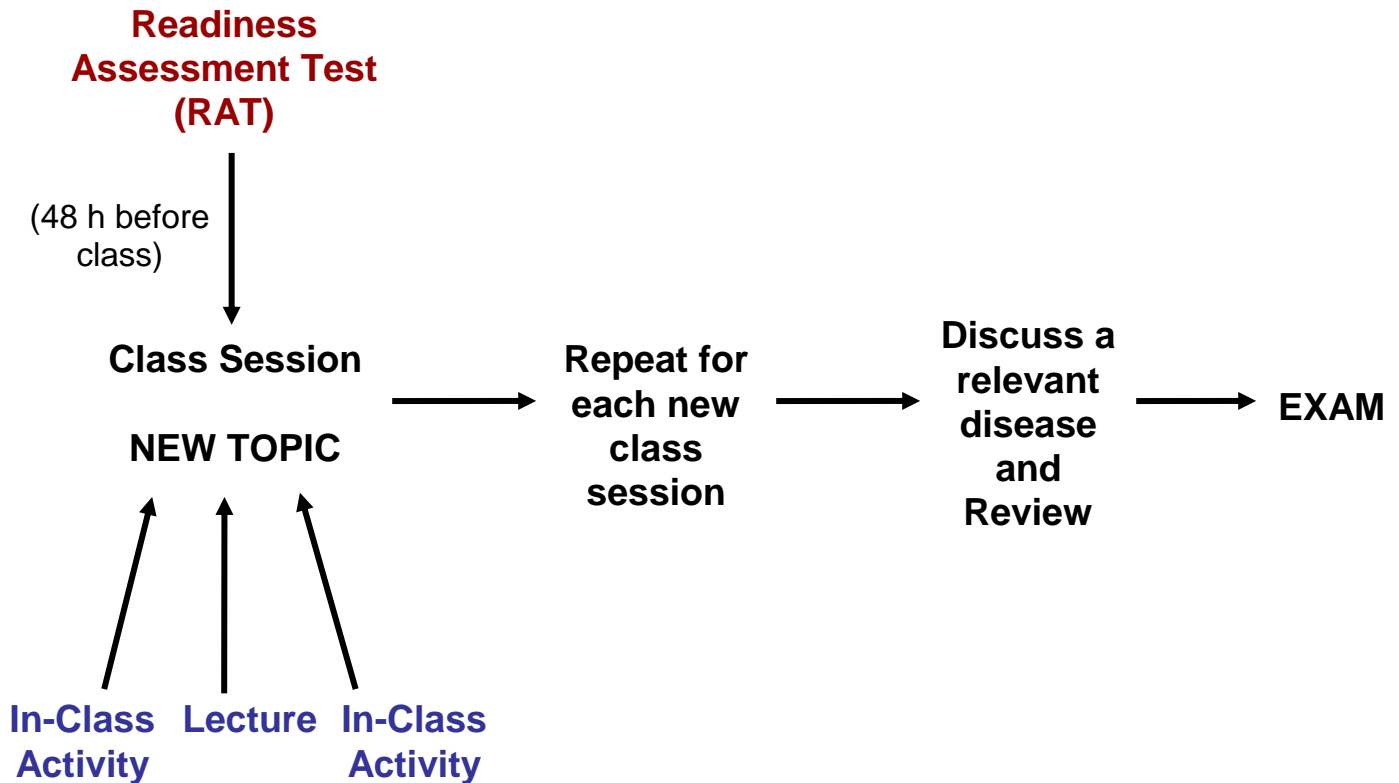 Readiness
Assessment Test
(RAT)
(48 h before
class)
Class Session
NEW TOPIC
In-Class
Activity
Lecture
In-Class
Activity
Repeat for
each new
class
session
Discuss a
relevant
disease
and
Review
EXAM